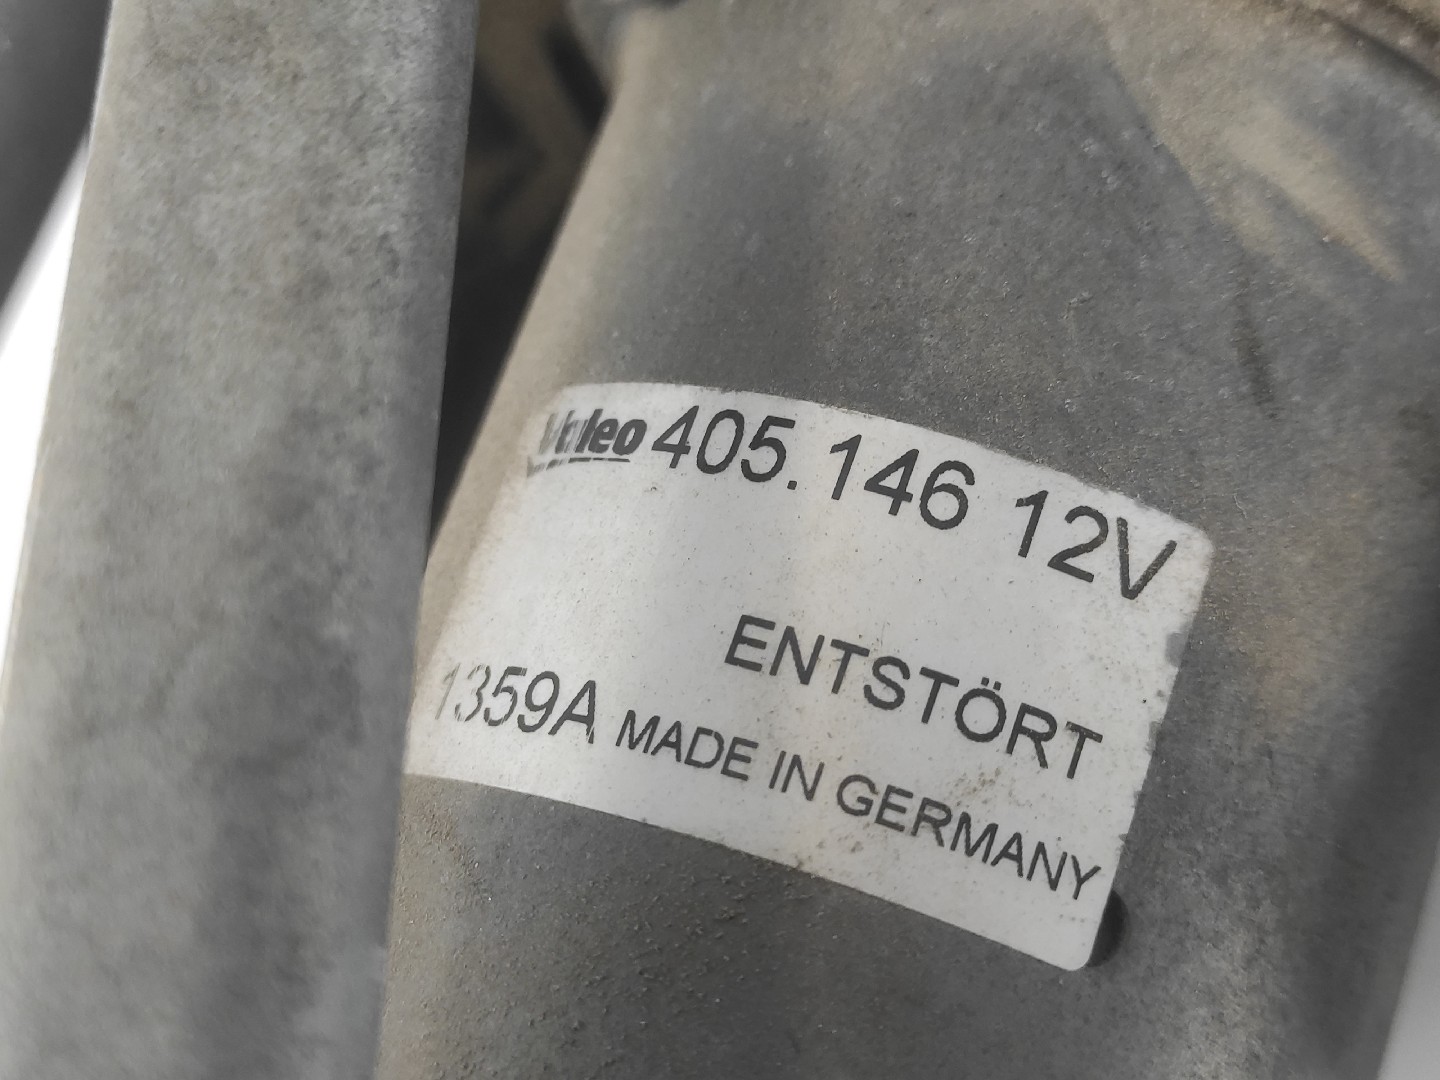 Valeo 405.146 12V
ENTSTÖRT
1359A MADE IN GERMANY